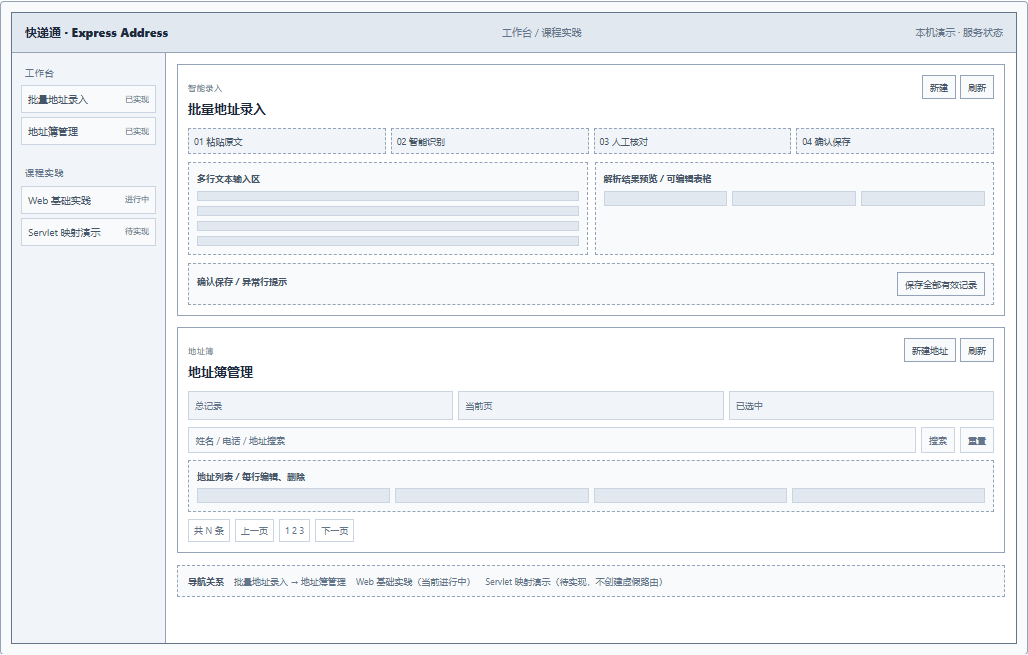 快递通 · Express Address
工作台 / 课程实践
本机演示 · 服务状态
工作台
批量地址录入 已实现
地址簿管理 已实现
课程实践
Web 基础实践 进行中
Servlet 映射演示 待实现
智能录入
批量地址录入
新建 刷新
01 粘贴原文 02 智能识别 03 人工核对 04 确认保存
多行文本输入区
解析结果预览 / 可编辑表格
确认保存 / 异常行提示
保存全部有效记录
地址簿
地址簿管理
新建地址 刷新
总记录 当前页 已选中
姓名 / 电话 / 地址搜索 搜索 重置
地址列表 / 每行编辑、删除
共 N 条 上一页 1 2 3 下一页
导航关系 批量地址录入 → 地址簿管理 Web 基础实践（当前进行中） Servlet 映射演示（待实现，不创建虚假路由）